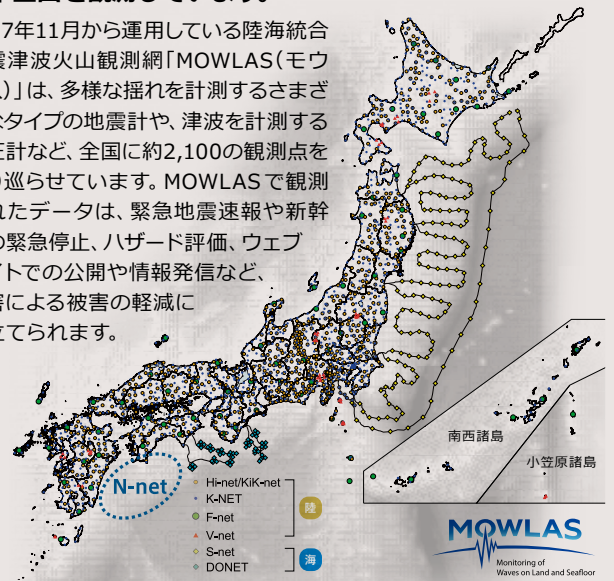 7年11月から運用している陸海統合
震津波火山観測網「MOWLAS（モウ
）」は、多様な揺れを計測するさまざ
なタイプの地震計や、津波を計測する
圧計など、全国に約2,100の観測点を
り巡らせています。MOWLASで観測
れたデータは、緊急地震速報や新幹
の緊急停止、ハザード評価、ウェブ
イトでの公開や情報発信など、
害による被害の軽減に
立てられます。
南西諸島
小笠原諸島
N-net
Hi-net/KiK-net
K-NET
F-net
V-net
陸
S-net
DONET
海
MOWLAS
Monitoring of
Waves on Land and Seafloor